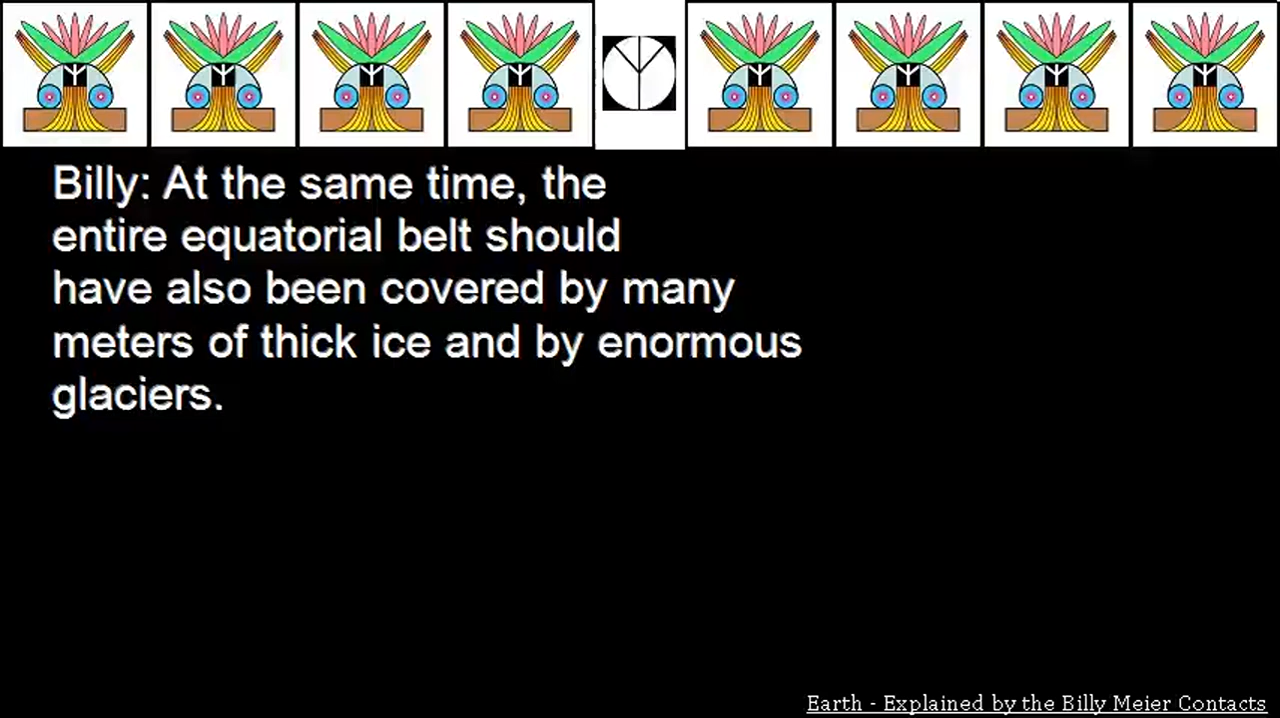 Billy: At the same time, the
entire equatorial belt should
have also been covered by many
meters of thick ice and by enormous
glaciers.
Earth - Explained by the Billy Meier Contacts